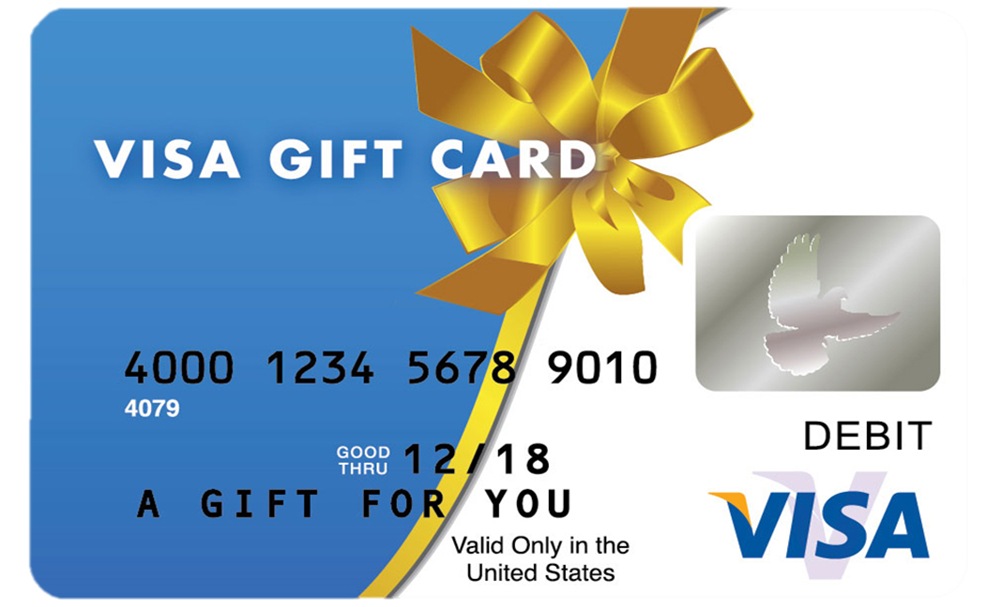 VISA GIFT CARD
4000 1234 5678 9010
4079
GOOD THRU 12/18
A GIFT FOR YOU
Valid Only in the
United States
DEBIT
VISA